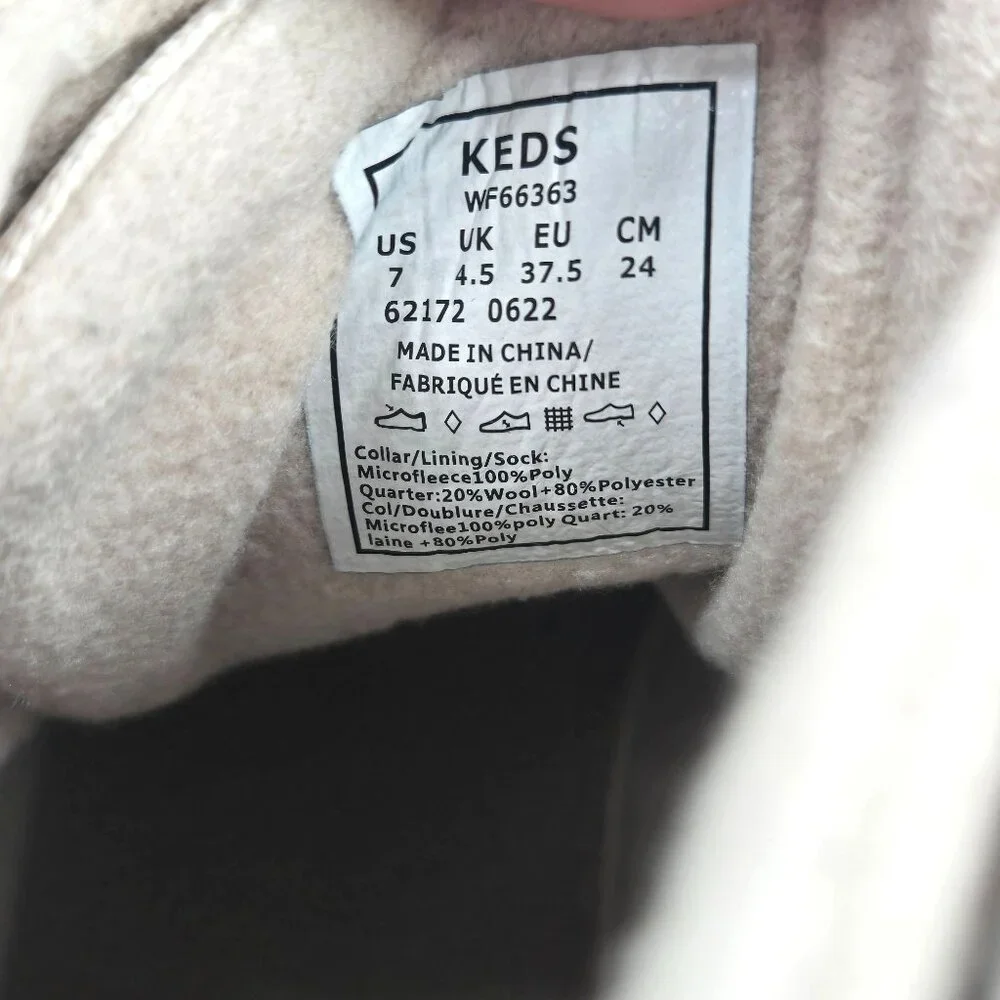 KEDS
WF66363
US UK EU CM
7 4.5 37.5 24
62172 0622
MADE IN CHINA/
FABRIQUÉ EN CHINE
Collar/Lining/Sock:
Microfleece100%Poly
Quarter:20%Wool+80%Polyester
Col/Doublure/Chaussette:
Microflee100%poly Quart: 20%
laine +80%Poly